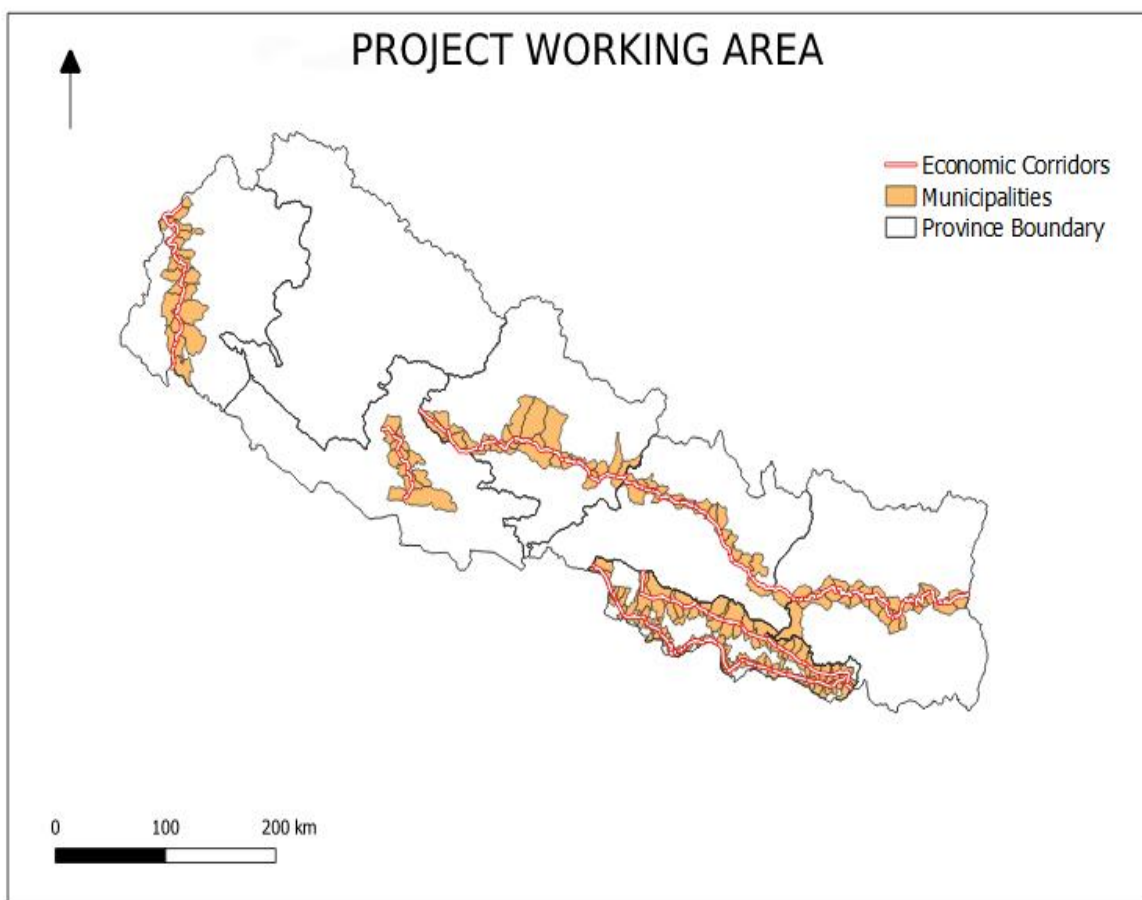 PROJECT WORKING AREA
Economic Corridors
Municipalities
Province Boundary
0 100 200 km